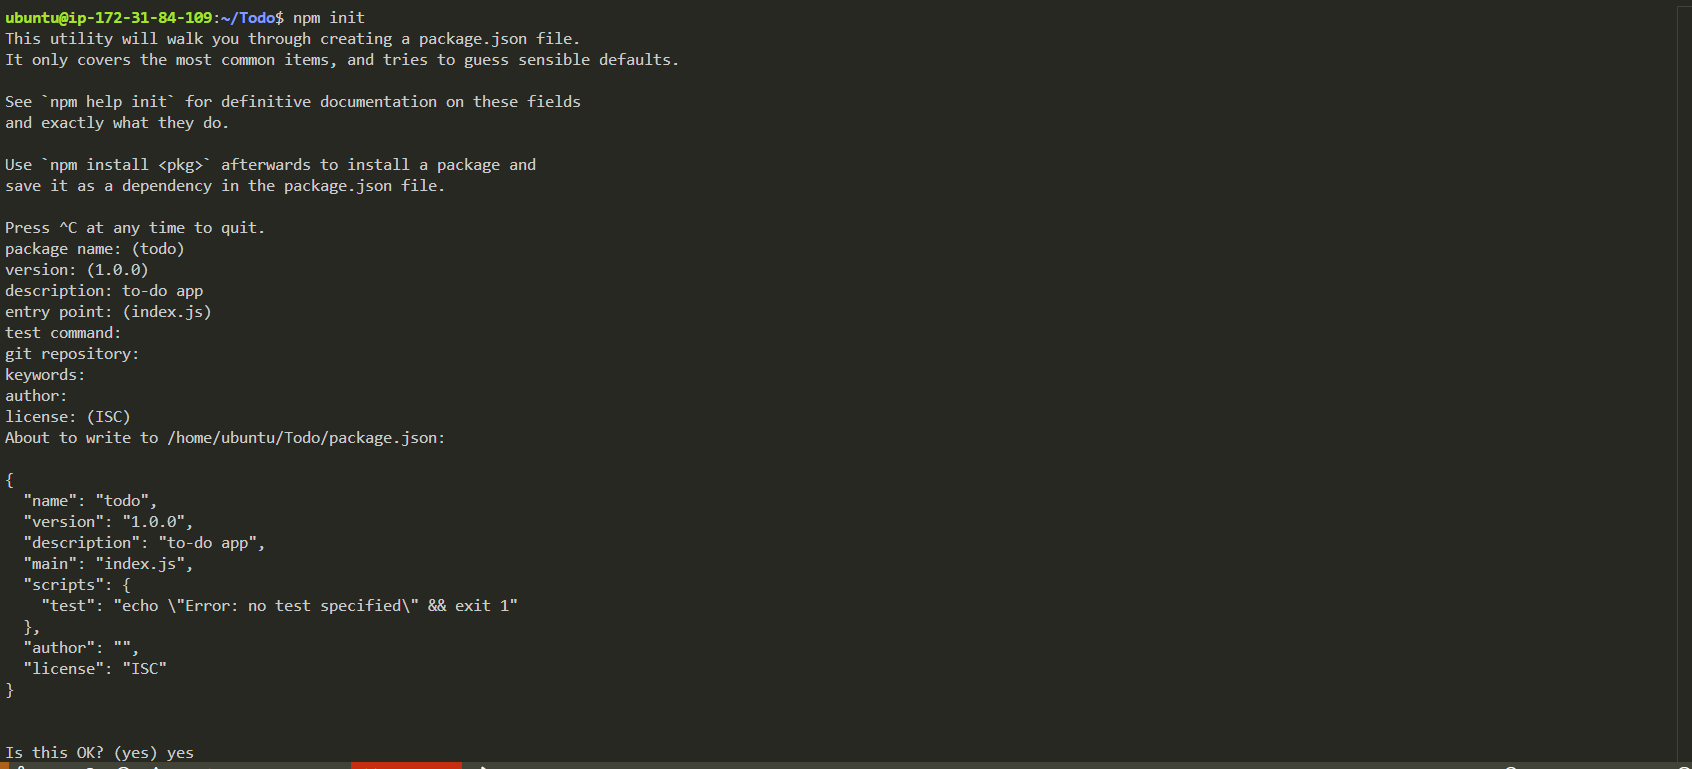 ubuntu@ip-172-31-84-109:~/Todo$ npm init
This utility will walk you through creating a package.json file.
It only covers the most common items, and tries to guess sensible defaults.

See `npm help init` for definitive documentation on these fields
and exactly what they do.

Use `npm install <pkg>` afterwards to install a package and
save it as a dependency in the package.json file.

Press ^C at any time to quit.
package name: (todo)
version: (1.0.0)
description: to-do app
entry point: (index.js)
test command:
git repository:
keywords:
author:
license: (ISC)
About to write to /home/ubuntu/Todo/package.json:

{
  "name": "todo",
  "version": "1.0.0",
  "description": "to-do app",
  "main": "index.js",
  "scripts": {
    "test": "echo \"Error: no test specified\" && exit 1"
  },
  "author": "",
  "license": "ISC"
}

Is this OK? (yes) yes